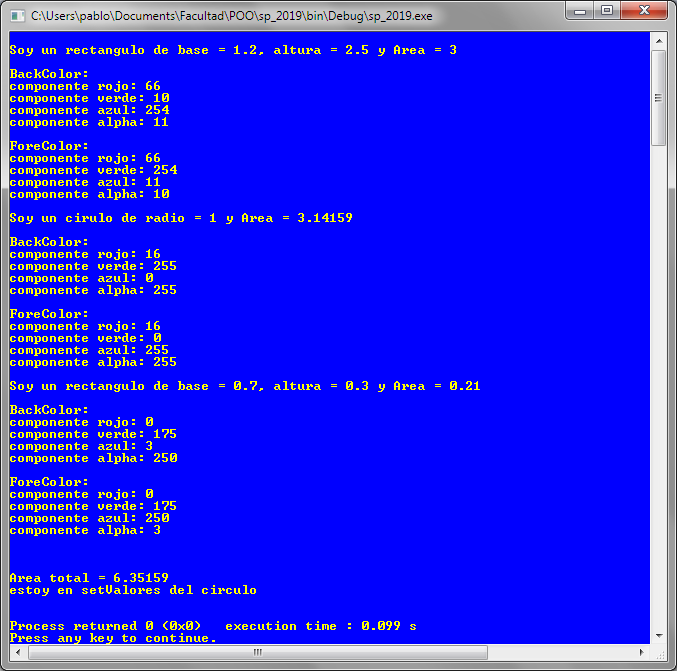 C:\Users\pablo\Documents\Facultad\POO\sp_2019\bin\Debug\sp_2019.exe
Soy un rectangulo de base = 1.2, altura = 2.5 y Area = 3
BackColor:
componente rojo: 66
componente verde: 10
componente azul: 254
componente alpha: 11
ForeColor:
componente rojo: 66
componente verde: 254
componente azul: 11
componente alpha: 10
Soy un cirulo de radio = 1 y Area = 3.14159
BackColor:
componente rojo: 16
componente verde: 255
componente azul: 0
componente alpha: 255
ForeColor:
componente rojo: 16
componente verde: 0
componente azul: 255
componente alpha: 255
Soy un rectangulo de base = 0.7, altura = 0.3 y Area = 0.21
BackColor:
componente rojo: 0
componente verde: 175
componente azul: 3
componente alpha: 250
ForeColor:
componente rojo: 0
componente verde: 175
componente azul: 250
componente alpha: 3
Area total = 6.35159
estoy en setValores del circulo
Process returned 0 (0x0)   execution time : 0.099 s
Press any key to continue.